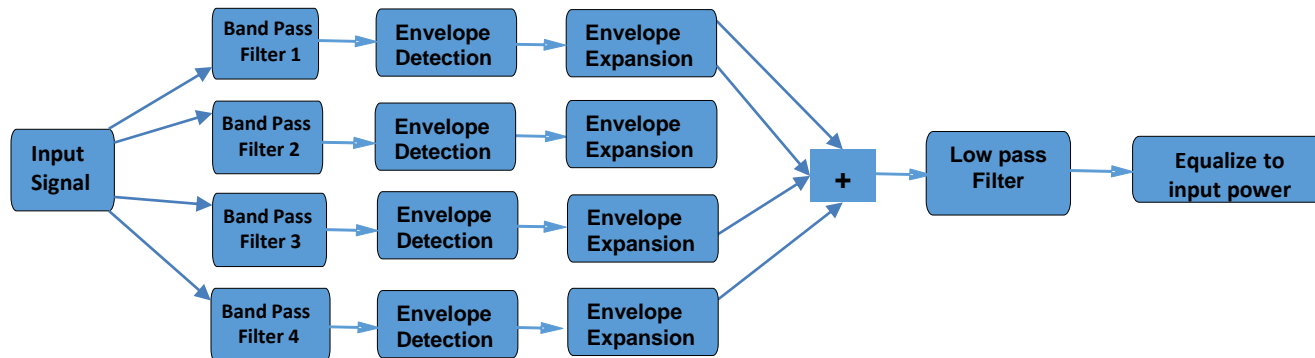 Input
Signal
Band Pass
Filter 1
Envelope
Detection
Envelope
Expansion
Band Pass
Filter 2
Envelope
Detection
Envelope
Expansion
Band Pass
Filter 3
Envelope
Detection
Envelope
Expansion
Band Pass
Filter 4
Envelope
Detection
Envelope
Expansion
+
Low pass
Filter
Equalize to
input power